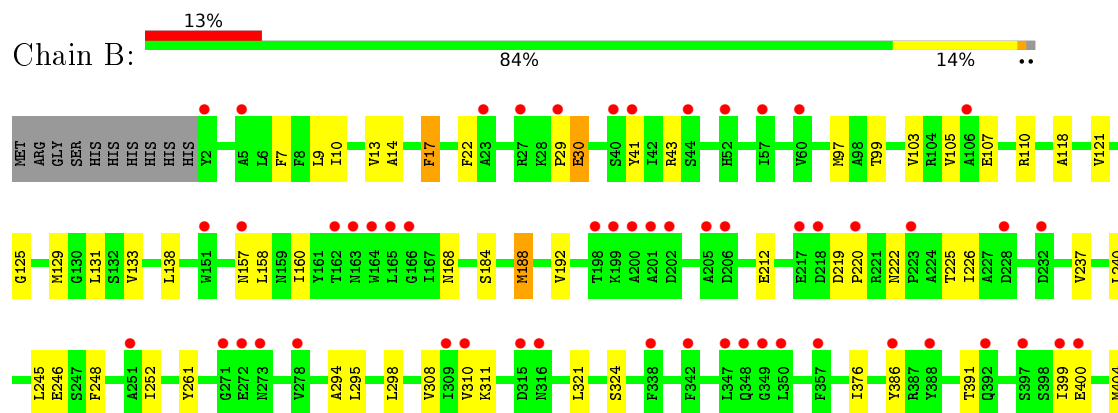 13%
Chain B:
84% 14% ..
MET ARG GLY SER HIS HIS HIS HIS HIS HIS Y2 A5 L6 F7 F8 L9 I10 V13 A14 F17 F22 A23 H27 K28 P29 E30 S40 Y41 I42 R43 S44 H52 I57 V60 M97 A98 T99 V103 R104 V105 A106 E107 R110 A118 V121
G125 M129 G130 L131 S132 V133 L138 W151 N157 L158 N159 I160 Y161 T162 N163 W164 L165 G166 I167 N168 S184 M188 V192 T198 K199 A200 A201 D202 A205 D206 E212 E217 D218 D219 P220 R221 N222 P223 A224 T225 I226 A227 D228 D232 V237
L245 E246 S247 F248 A251 I252 Y261 G271 E272 N273 V278 A294 L295 L298 V308 I309 V310 K311 D315 N316 L321 S324 F338 F342 L347 Q348 G349 L350 F357 I376 Y386 R387 Y388 T391 Q392 S397 S398 I399 E400